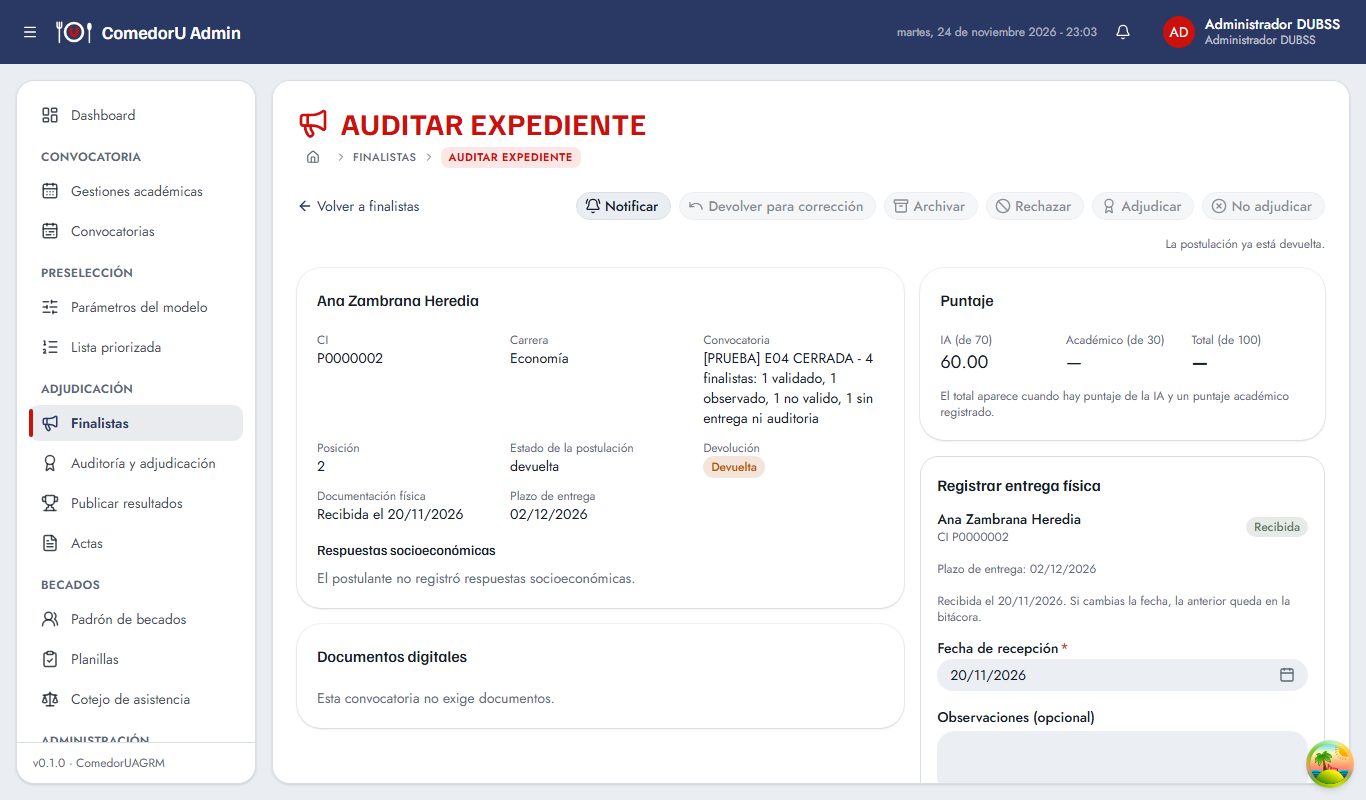 ComedorU Admin
martes, 24 de noviembre 2026 - 23:03
AD
Administrador DUBSS
Administrador DUBSS
Dashboard
CONVOCATORIA
Gestiones académicas
Convocatorias
PRESELECCIÓN
Parámetros del modelo
Lista priorizada
ADJUDICACIÓN
Finalistas
Auditoría y adjudicación
Publicar resultados
Actas
BECADOS
Padrón de becados
Planillas
Cotejo de asistencia
ADMINISTRACIÓN
v0.1.0 · ComedorUAGRM
AUDITAR EXPEDIENTE
FINALISTAS
AUDITAR EXPEDIENTE
Volver a finalistas
Notificar
Devolver para corrección
Archivar
Rechazar
Adjudicar
No adjudicar
La postulación ya está devuelta.
Ana Zambrana Heredia
CI
P0000002
Carrera
Economía
Convocatoria
[PRUEBA] E04 CERRADA - 4
finalistas: 1 validado, 1
observado, 1 no valido, 1 sin
entrega ni auditoria
Posición
2
Estado de la postulación
devuelta
Devolución
Devuelta
Documentación física
Recibida el 20/11/2026
Plazo de entrega
02/12/2026
Respuestas socioeconómicas
El postulante no registró respuestas socioeconómicas.
Documentos digitales
Esta convocatoria no exige documentos.
Puntaje
IA (de 70)
60.00
Académico (de 30)
—
Total (de 100)
—
El total aparece cuando hay puntaje de la IA y un puntaje académico
registrado.
Registrar entrega física
Ana Zambrana Heredia
CI P0000002
Recibida
Plazo de entrega: 02/12/2026
Recibida el 20/11/2026. Si cambias la fecha, la anterior queda en la
bitácora.
Fecha de recepción *
20/11/2026
Observaciones (opcional)